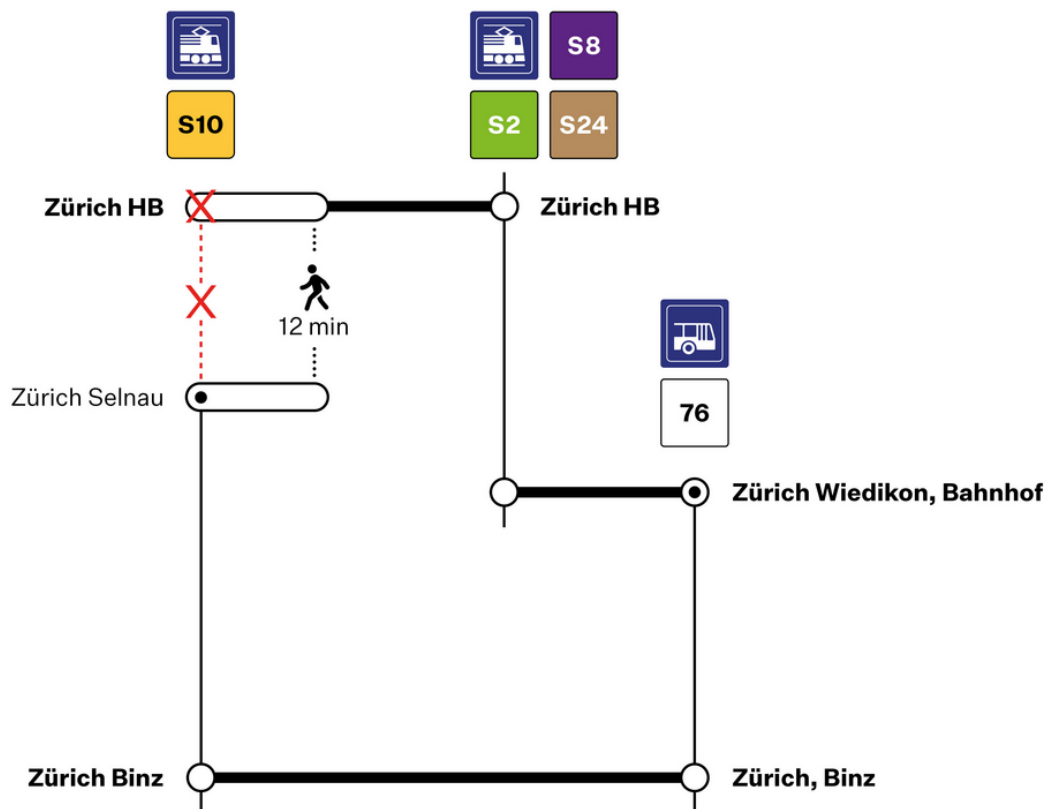 S8
S10
S2
S24
Zürich HB
Zürich HB
12 min
Zürich Selnau
76
Zürich Wiedikon, Bahnhof
Zürich Binz
Zürich, Binz